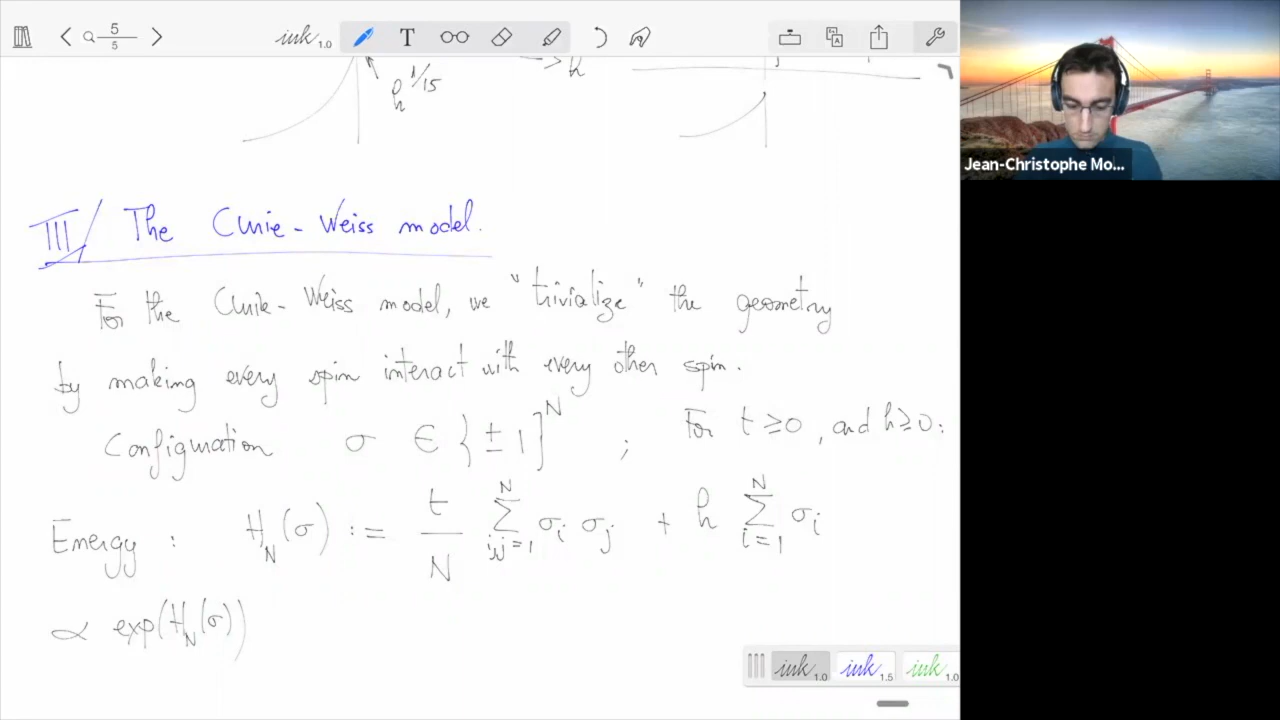 5
5
ink 1.0
T
h^1/15
h
Jean-Christophe Mo...
III/ The Curie-Weiss model.
For the Curie-Weiss model, we "trivialize" the geometry
by making every spin interact with every other spin.
Configuration σ ∈ {±1}^N ; For t ≥ 0, and h ≥ 0:
Energy : H_N(σ) := t/N ∑_{i,j=1}^N σ_i σ_j + h ∑_{i=1}^N σ_i
∝ exp(H_N(σ))
ink 1.0 ink 1.5 ink 1.0